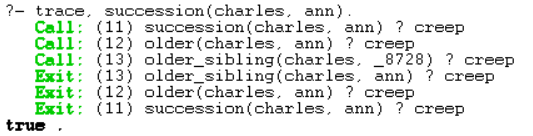 ?- trace, succession(charles, ann).
Call: (11) succession(charles, ann) ? creep
Call: (12) older(charles, ann) ? creep
Call: (13) older_sibling(charles, _8728) ? creep
Exit: (13) older_sibling(charles, ann) ? creep
Exit: (12) older(charles, ann) ? creep
Exit: (11) succession(charles, ann) ? creep
true .